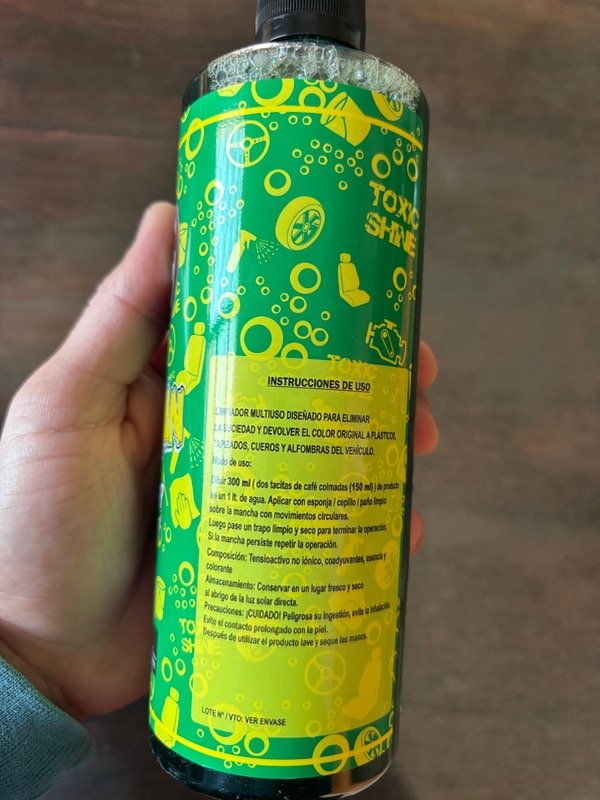 TOXIC
SHINE
TOXIC
INSTRUCCIONES DE USO
LIMPIADOR MULTIUSO DISEÑADO PARA ELIMINAR
LA SUCIEDAD Y DEVOLVER EL COLOR ORIGINAL A PLÁSTICOS,
TAPIZADOS, CUEROS Y ALFOMBRAS DEL VEHÍCULO.
Modo de uso:
Diluir 300 ml ( dos tacitas de café colmadas (150 ml) ) de producto
en un 1 lt. de agua. Aplicar con esponja / cepillo / paño limpio
sobre la mancha con movimientos circulares.
Luego pase un trapo limpio y seco para terminar la operación.
Si la mancha persiste repetir la operación.
Composición: Tensioactivo no iónico, coadyuvantes, esencia y
colorante
Almacenamiento: Conservar en un lugar fresco y seco
al abrigo de la luz solar directa.
Precauciones: ¡CUIDADO! Peligrosa su ingestión, evite la inhalación.
Evite el contacto prolongado con la piel.
Después de utilizar el producto lave y seque las manos.
TOXIC
SHINE
LOTE Nº / VTO: VER ENVASE